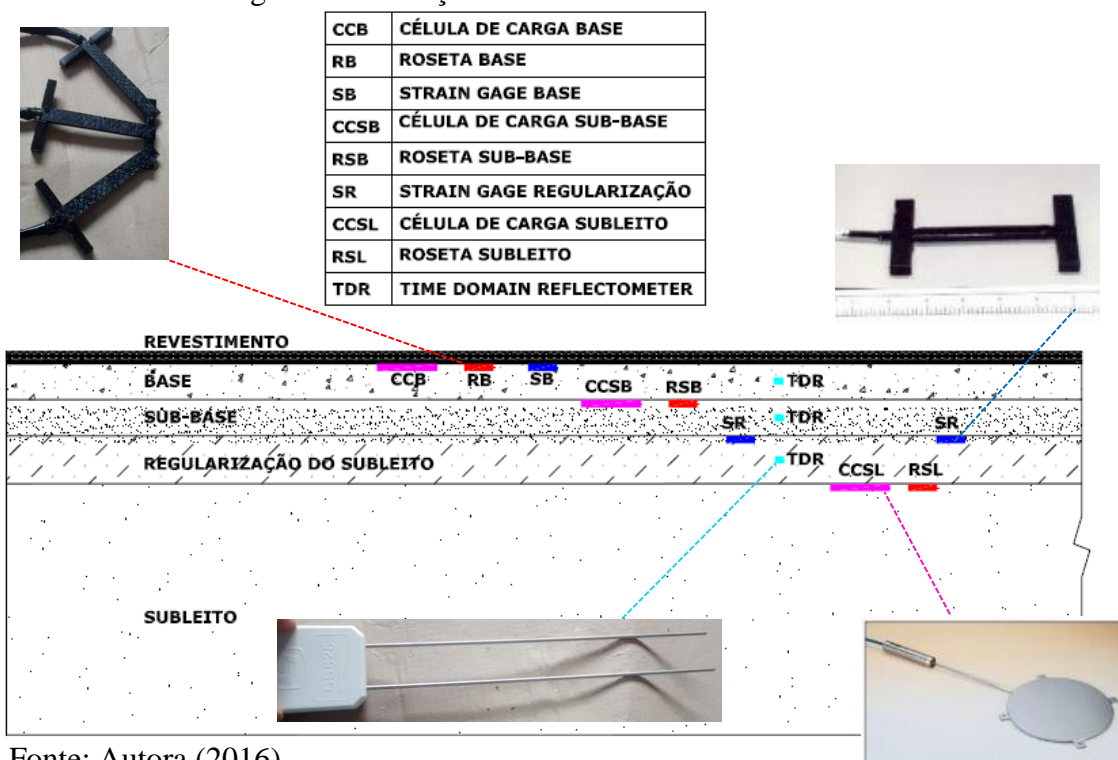 CCB CÉLULA DE CARGA BASE
RB ROSETA BASE
SB STRAIN GAGE BASE
CCSB CÉLULA DE CARGA SUB-BASE
RSB ROSETA SUB-BASE
SR STRAIN GAGE REGULARIZAÇÃO
CCSL CÉLULA DE CARGA SUBLEITO
RSL ROSETA SUBLEITO
TDR TIME DOMAIN REFLECTOMETER
REVESTIMENTO
BASE CCB RB SB TDR
CCSB RSB
SUB-BASE TDR
SR SR
REGULARIZAÇÃO DO SUBLEITO TDR
CCSL RSL
SUBLEITO
Fonte: Autora (2016)